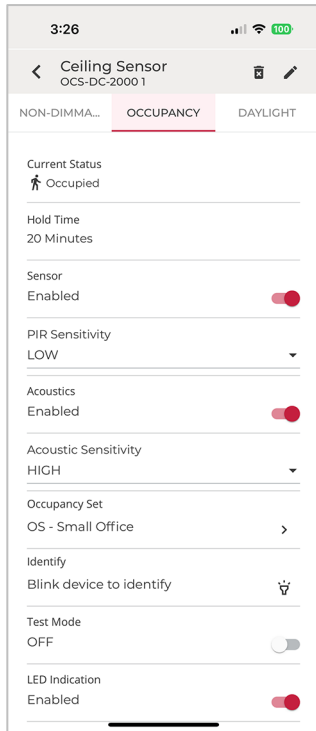 3:26
100
Ceiling Sensor
OCS-DC-2000 1
NON-DIMMA... OCCUPANCY DAYLIGHT
Current Status
Occupied
Hold Time
20 Minutes
Sensor
Enabled
PIR Sensitivity
LOW
Acoustics
Enabled
Acoustic Sensitivity
HIGH
Occupancy Set
OS - Small Office
Identify
Blink device to identify
Test Mode
OFF
LED Indication
Enabled